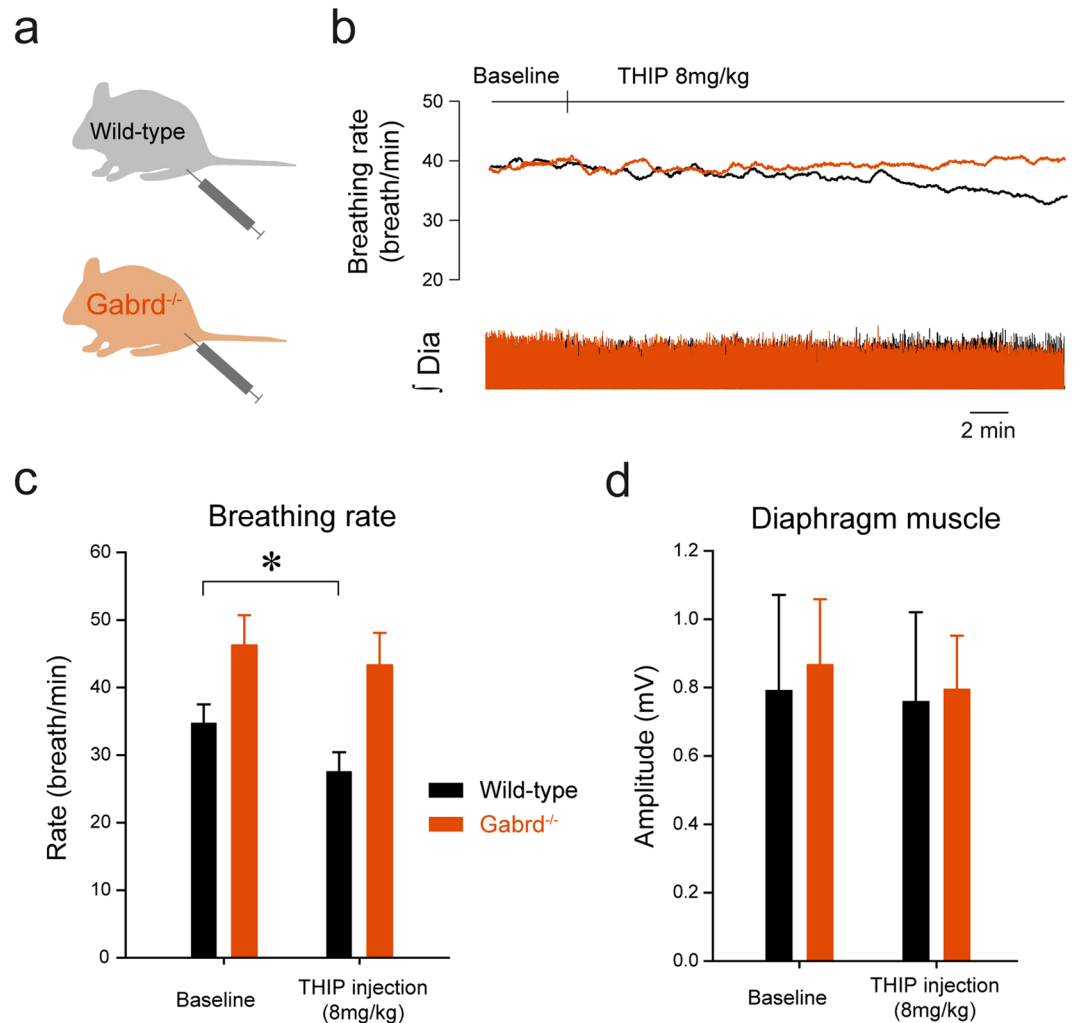 a
Wild-type
Gabrd-/-
b
Baseline
THIP 8mg/kg
Breathing rate
(breath/min)
50
40
30
20
∫ Dia
2 min
c
Breathing rate
*
Rate (breath/min)
60
50
40
30
20
10
0
Baseline
THIP injection
(8mg/kg)
Wild-type
Gabrd-/-
d
Diaphragm muscle
Amplitude (mV)
1.2
1.0
0.8
0.6
0.4
0.2
0.0
Baseline
THIP injection
(8mg/kg)